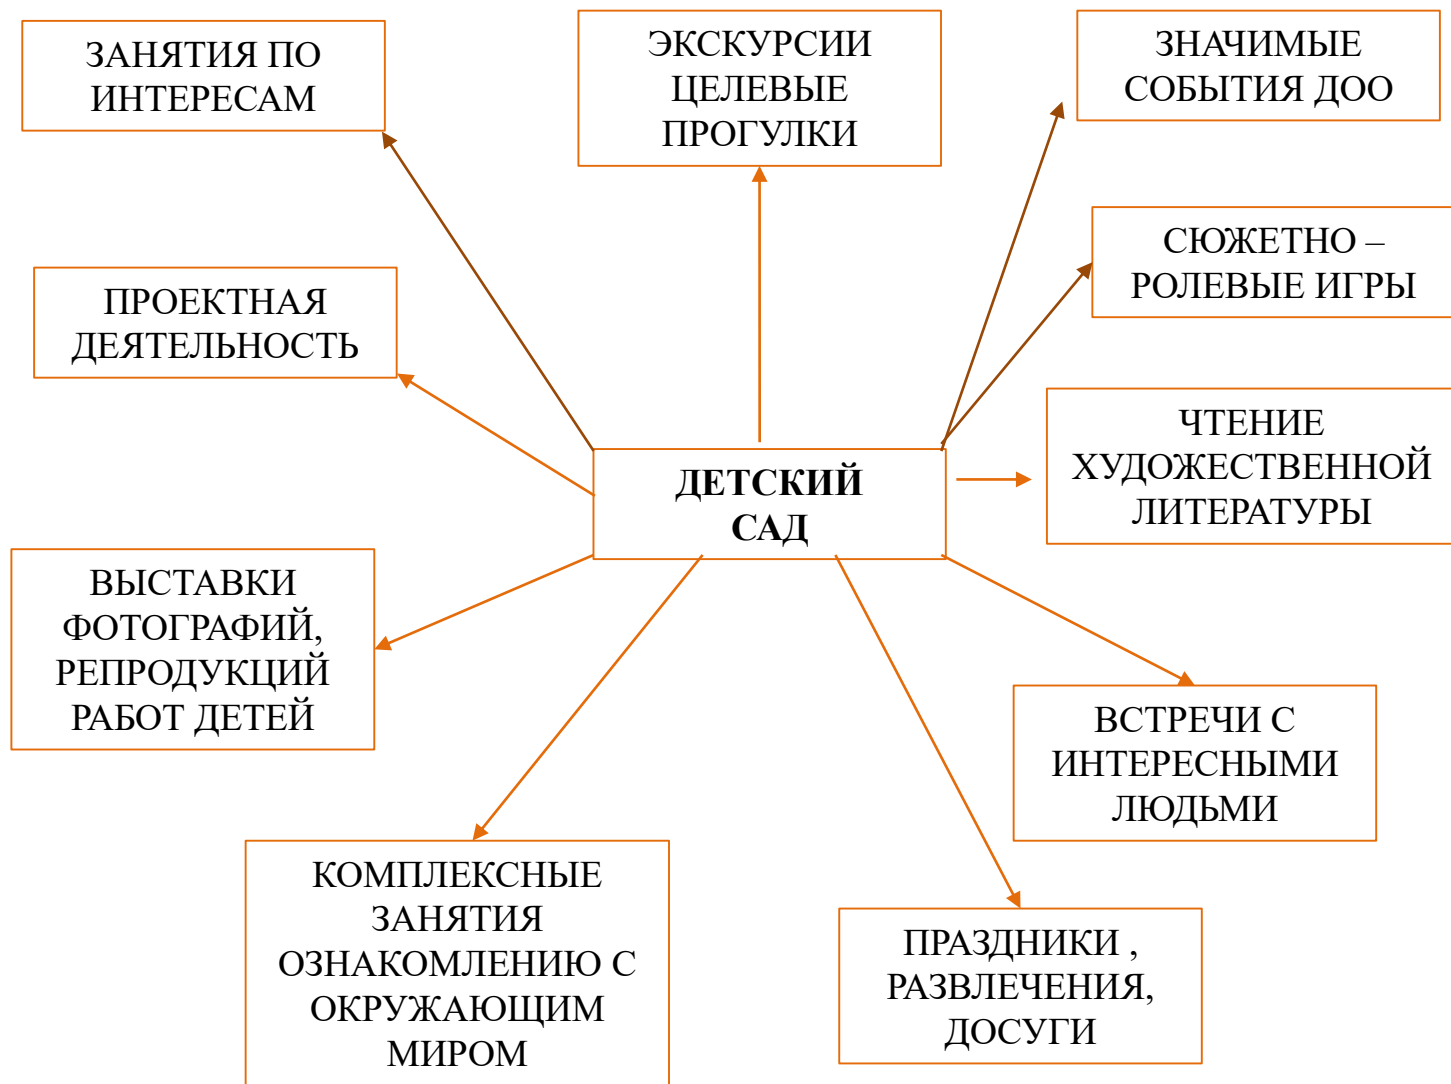 ЗАНЯТИЯ ПО
ИНТЕРЕСАМ
ЭКСКУРСИИ
ЦЕЛЕВЫЕ
ПРОГУЛКИ
ЗНАЧИМЫЕ
СОБЫТИЯ ДОО
СЮЖЕТНО –
РОЛЕВЫЕ ИГРЫ
ПРОЕКТНАЯ
ДЕЯТЕЛЬНОСТЬ
ЧТЕНИЕ
ХУДОЖЕСТВЕННОЙ
ЛИТЕРАТУРЫ
ДЕТСКИЙ
САД
ВЫСТАВКИ
ФОТОГРАФИЙ,
РЕПРОДУКЦИЙ
РАБОТ ДЕТЕЙ
ВСТРЕЧИ С
ИНТЕРЕСНЫМИ
ЛЮДЬМИ
КОМПЛЕКСНЫЕ
ЗАНЯТИЯ
ОЗНАКОМЛЕНИЮ С
ОКРУЖАЮЩИМ
МИРОМ
ПРАЗДНИКИ ,
РАЗВЛЕЧЕНИЯ,
ДОСУГИ